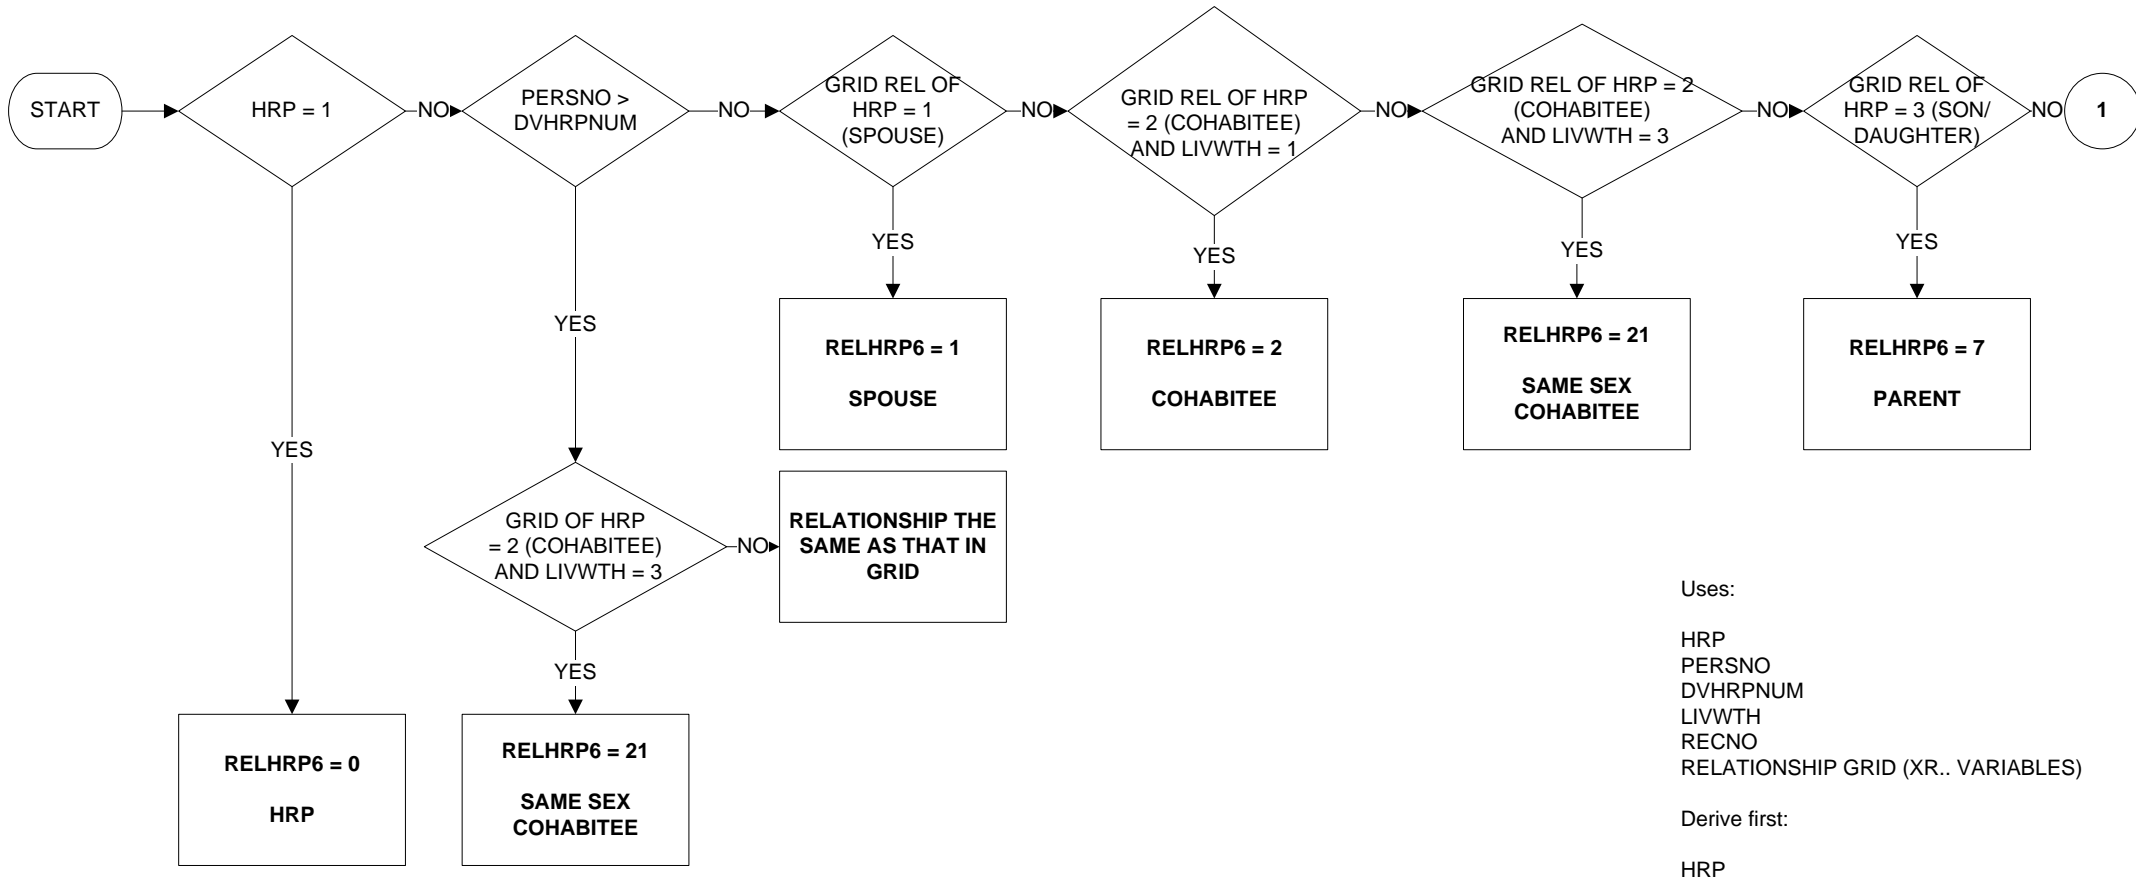 START
HRP = 1
NO
PERSNO >
DVHRPNUM
NO
GRID REL OF
HRP = 1
(SPOUSE)
NO
GRID REL OF HRP
= 2 (COHABITEE)
AND LIVWTH = 1
NO
GRID REL OF HRP = 2
(COHABITEE)
AND LIVWTH = 3
NO
GRID REL OF
HRP = 3 (SON/
DAUGHTER)
NO
1
YES
YES
YES
YES
YES
YES
RELHRP6 = 1
SPOUSE
RELHRP6 = 2
COHABITEE
RELHRP6 = 21
SAME SEX
COHABITEE
RELHRP6 = 7
PARENT
GRID OF HRP
= 2 (COHABITEE)
AND LIVWTH = 3
NO
RELATIONSHIP THE
SAME AS THAT IN
GRID
YES
RELHRP6 = 0
HRP
RELHRP6 = 21
SAME SEX
COHABITEE
Uses:
HRP
PERSNO
DVHRPNUM
LIVWTH
RECNO
RELATIONSHIP GRID (XR.. VARIABLES)
Derive first:
HRP